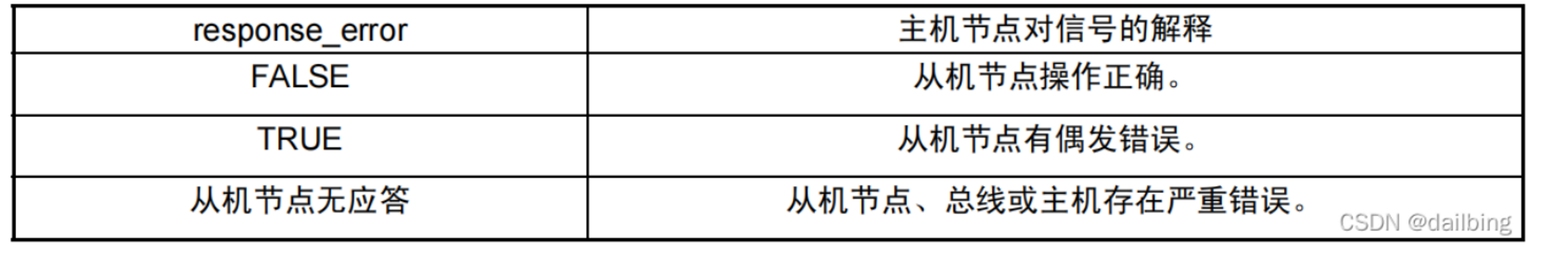 response_error 主机节点对信号的解释
FALSE 从机节点操作正确。
TRUE 从机节点有偶发错误。
从机节点无应答 从机节点、总线或主机存在严重错误。
CSDN @dailbing